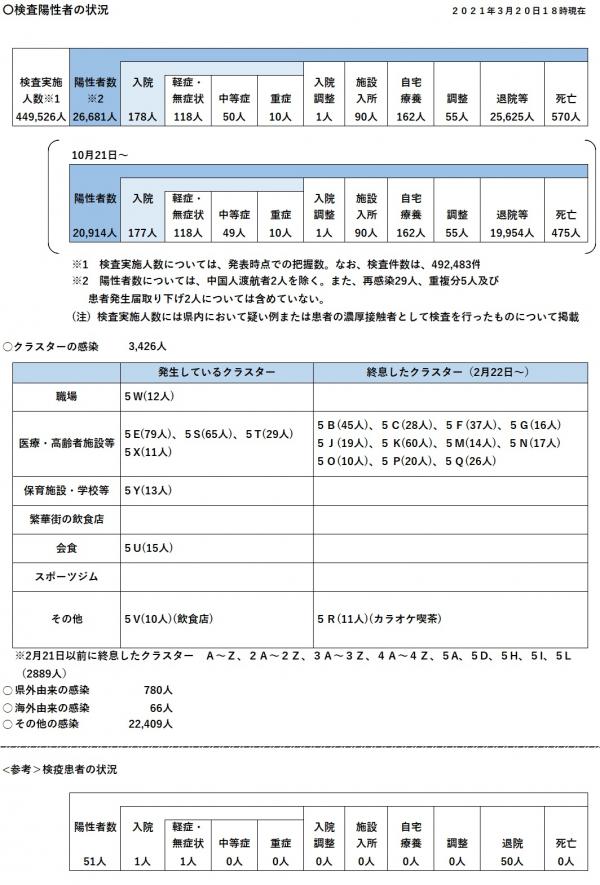 〇検査陽性者の状況 2021年3月20日18時現在
検査実施人数※1 陽性者数※2 入院 軽症・無症状 中等症 重症 入院調整 施設入所 自宅療養 調整 退院等 死亡
449,526人 26,681人 178人 118人 50人 10人 1人 90人 162人 55人 25,625人 570人
10月21日～
陽性者数 入院 軽症・無症状 中等症 重症 入院調整 施設入所 自宅療養 調整 退院等 死亡
20,914人 177人 118人 49人 10人 1人 90人 162人 55人 19,954人 475人
※1 検査実施人数については、発表時点での把握数。なお、検査件数は、492,483件
※2 陽性者数については、中国人渡航者2人を除く。また、再感染29人、重複分5人及び
患者発生届取り下げ2人については含めていない。
（注）検査実施人数には県内において疑い例または患者の濃厚接触者として検査を行ったものについて掲載
〇クラスターの感染 3,426人
発生しているクラスター 終息したクラスター（2月22日～）
職場 5W(12人)
医療・高齢者施設等 5E(79人)、5S(65人)、5T(29人)
5X(11人)
5B(45人)、5C(28人)、5F(37人)、5G(16人)
5J(19人)、5K(60人)、5M(14人)、5N(17人)
5O(10人)、5P(20人)、5Q(26人)
保育施設・学校等 5Y(13人)
繁華街の飲食店
会食 5U(15人)
スポーツジム
その他 5V(10人)(飲食店) 5R(11人)(カラオケ喫茶)
※2月21日以前に終息したクラスター A～Z、2A～2Z、3A～3Z、4A～4Z、5A、5D、5H、5I、5L
（2889人）
〇県外由来の感染 780人
〇海外由来の感染 66人
〇その他の感染 22,409人
<参考>検疫患者の状況
陽性者数 入院 軽症・無症状 中等症 重症 入院調整 施設入所 自宅療養 調整 退院 死亡
51人 1人 1人 0人 0人 0人 0人 0人 0人 50人 0人